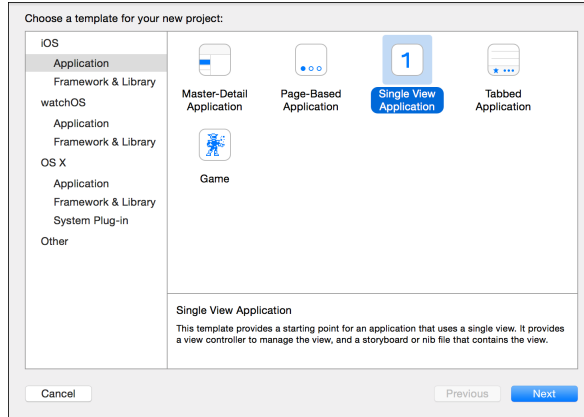 Choose a template for your new project:
iOS
Application
Framework & Library
watchOS
Application
Framework & Library
OS X
Application
Framework & Library
System Plug-in
Other
Master-Detail
Application
Page-Based
Application
1
Single View
Application
Tabbed
Application
Game
Single View Application
This template provides a starting point for an application that uses a single view. It provides
a view controller to manage the view, and a storyboard or nib file that contains the view.
Cancel
Previous
Next